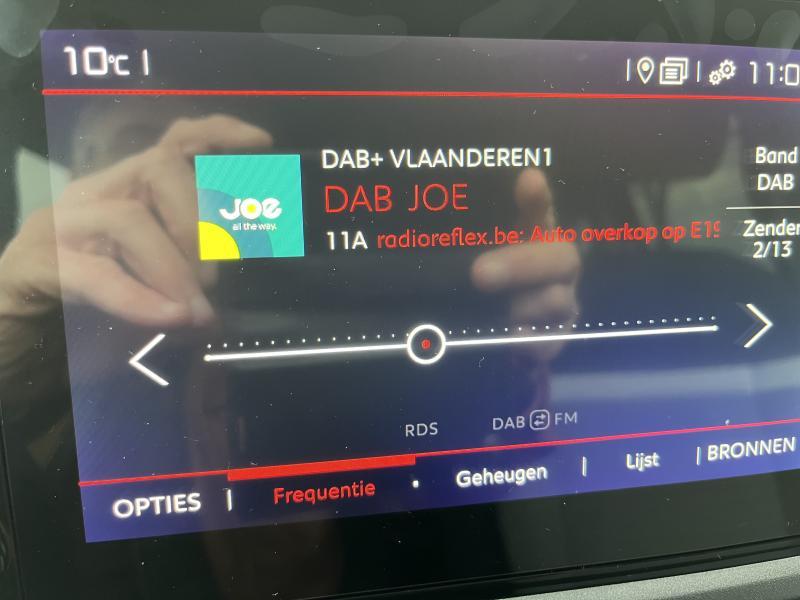 10°C |
| | 11:0
DAB+ VLAANDEREN1
Band
DAB
JOE
all the way.
DAB JOE
11A radioreflex.be: Auto overkop op E19
Zender
2/13
RDS
DAB FM
OPTIES | Frequentie • Geheugen | Lijst | BRONNEN